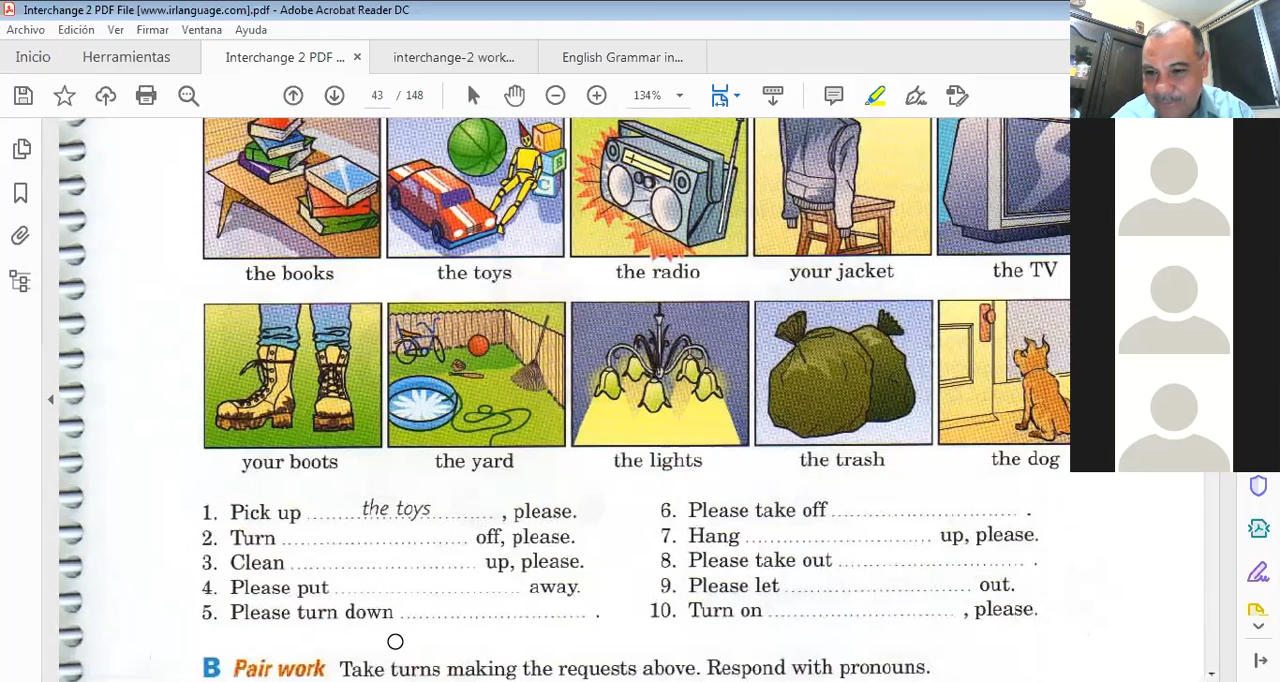 Interchange 2 PDF File [www.irlanguage.com].pdf - Adobe Acrobat Reader DC
Archivo Edición Ver Firmar Ventana Ayuda
Inicio Herramientas Interchange 2 PDF ... × interchange-2 work... English Grammar in...
43 / 148 134%
the books the toys the radio your jacket the TV
A B C
your boots the yard the lights the trash the dog
1. Pick up the toys , please.
2. Turn off, please.
3. Clean up, please.
4. Please put away.
5. Please turn down .
6. Please take off .
7. Hang up, please.
8. Please take out .
9. Please let out.
10. Turn on , please.
B Pair work Take turns making the requests above. Respond with pronouns.